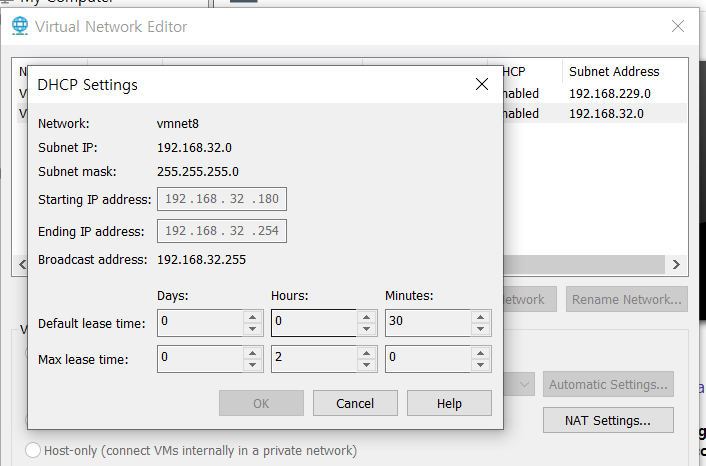 My Computer
Virtual Network Editor
HCP Subnet Address
nabled 192.168.229.0
nabled 192.168.32.0
DHCP Settings
Network: vmnet8
Subnet IP: 192.168.32.0
Subnet mask: 255.255.255.0
Starting IP address: 192 . 168 . 32 . 180
Ending IP address: 192 . 168 . 32 . 254
Broadcast address: 192.168.32.255
Days: Hours: Minutes:
Default lease time: 0 0 30
Max lease time: 0 2 0
OK Cancel Help
etwork Rename Network...
Automatic Settings...
NAT Settings...
Host-only (connect VMs internally in a private network)